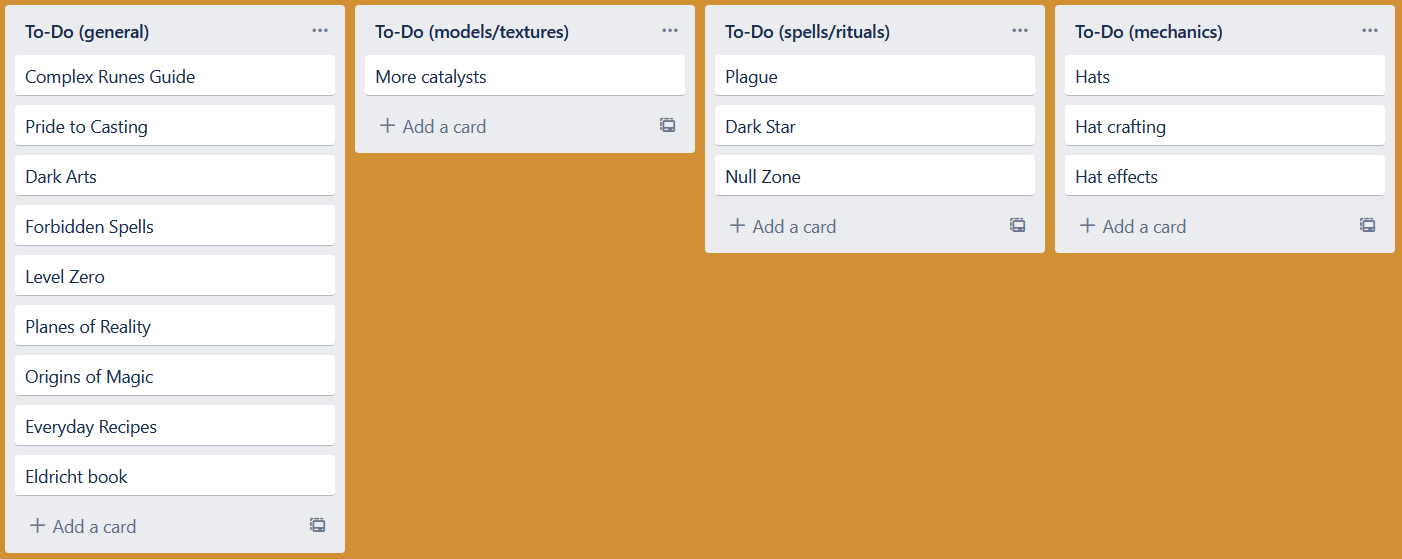 To-Do (general)
Complex Runes Guide
Pride to Casting
Dark Arts
Forbidden Spells
Level Zero
Planes of Reality
Origins of Magic
Everyday Recipes
Eldricht book
+ Add a card
To-Do (models/textures)
More catalysts
+ Add a card
To-Do (spells/rituals)
Plague
Dark Star
Null Zone
+ Add a card
To-Do (mechanics)
Hats
Hat crafting
Hat effects
+ Add a card